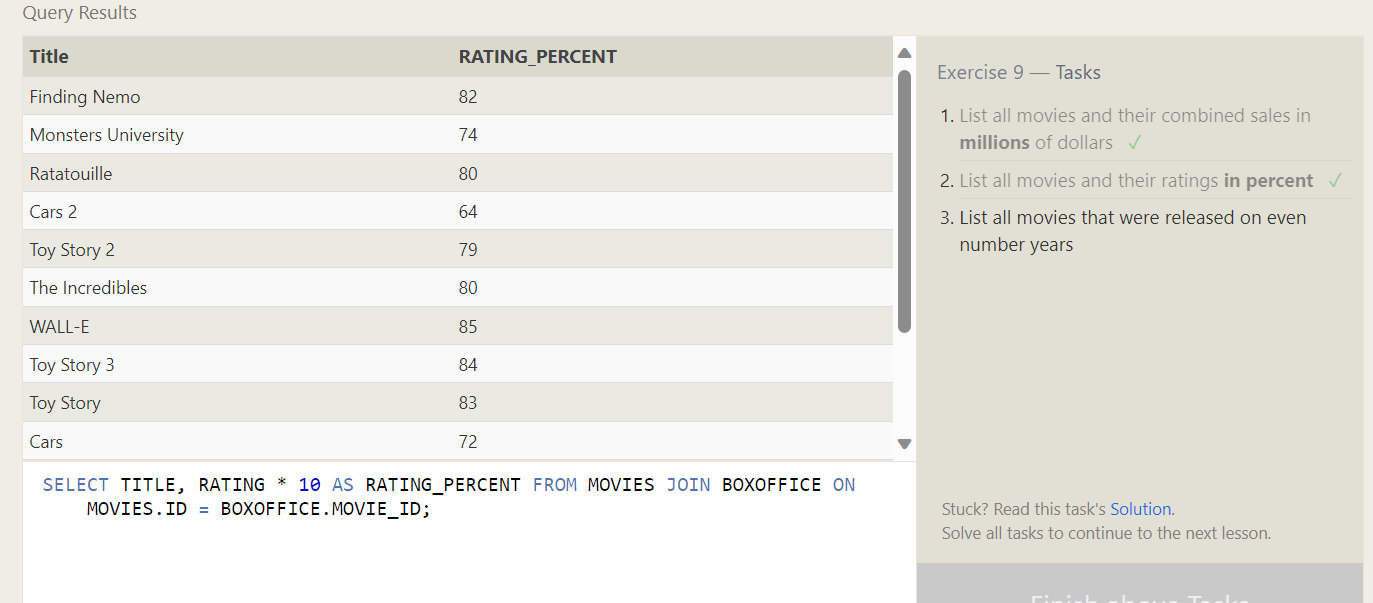 Query Results
Title RATING_PERCENT
Finding Nemo 82
Monsters University 74
Ratatouille 80
Cars 2 64
Toy Story 2 79
The Incredibles 80
WALL-E 85
Toy Story 3 84
Toy Story 83
Cars 72
SELECT TITLE, RATING * 10 AS RATING_PERCENT FROM MOVIES JOIN BOXOFFICE ON
MOVIES.ID = BOXOFFICE.MOVIE_ID;
Exercise 9 — Tasks
1. List all movies and their combined sales in
millions of dollars ✓
2. List all movies and their ratings in percent ✓
3. List all movies that were released on even
number years
Stuck? Read this task's Solution.
Solve all tasks to continue to the next lesson.
Finish above Tasks